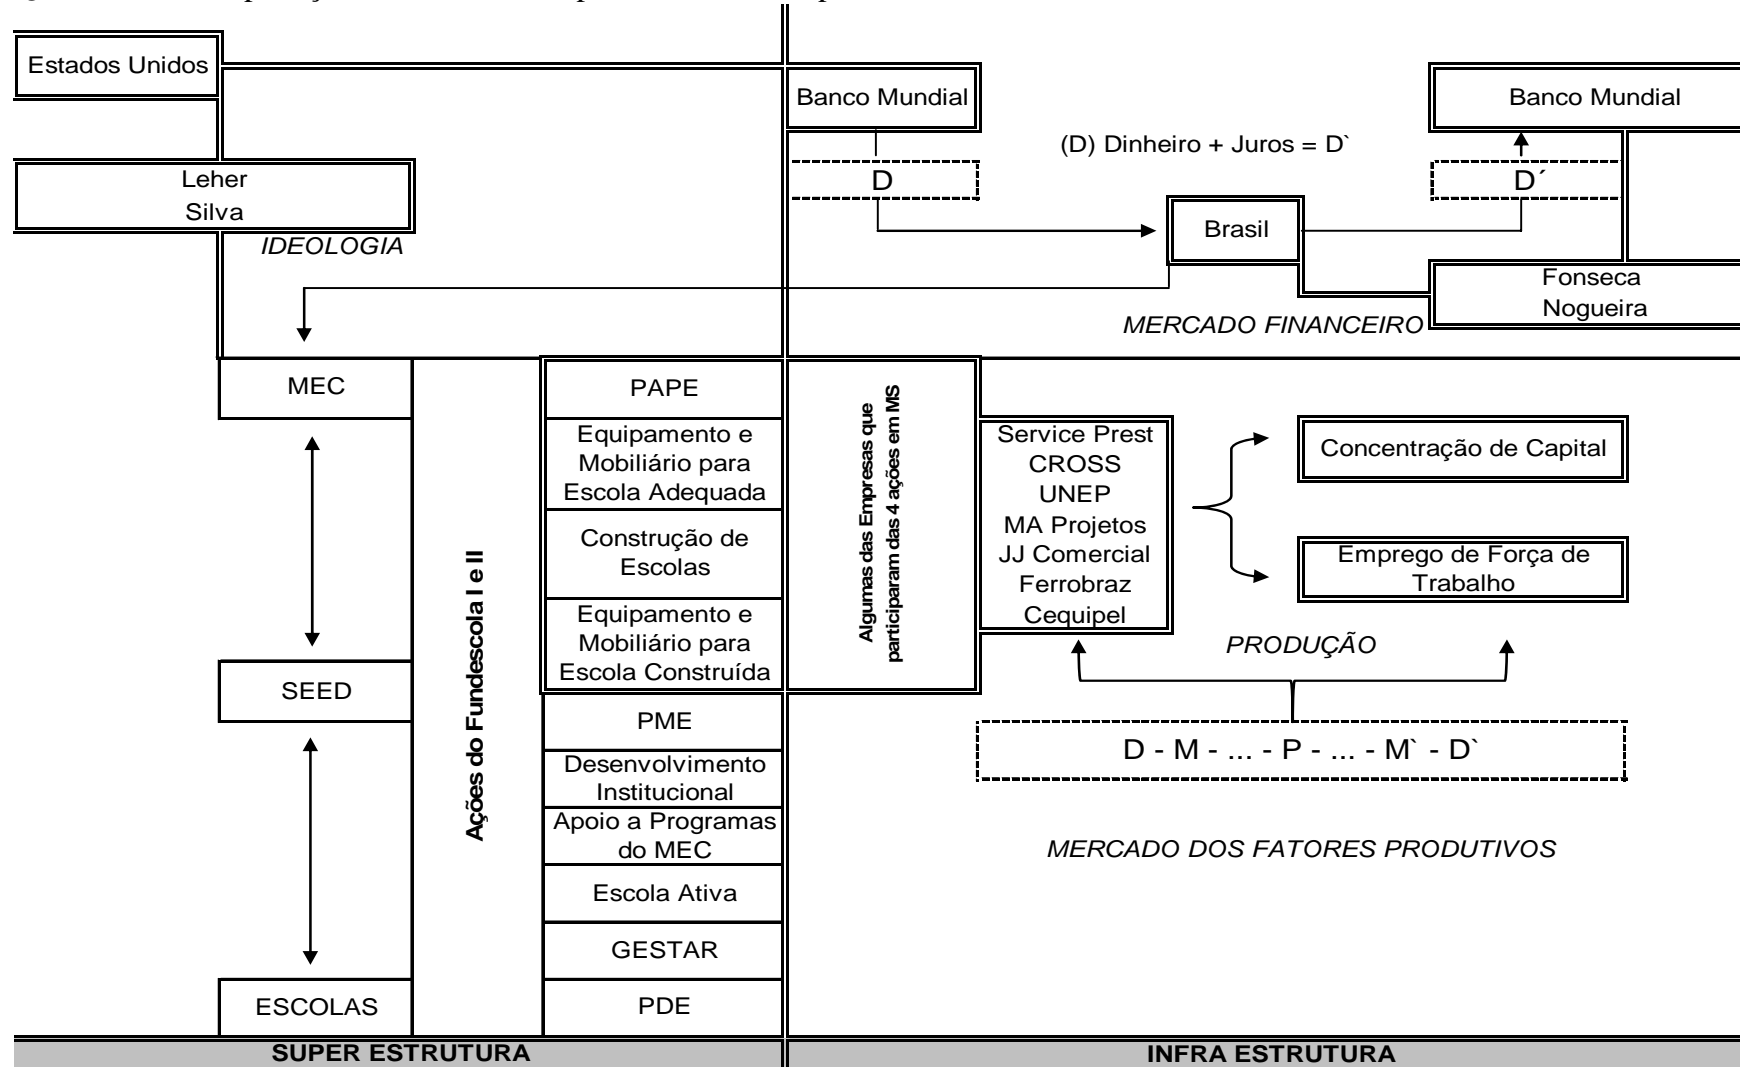 Estados Unidos
Banco Mundial
Banco Mundial
(D) Dinheiro + Juros = D`
Leher
Silva
D
D´
Brasil
IDEOLOGIA
Fonseca
Nogueira
MERCADO FINANCEIRO
MEC
SEED
ESCOLAS
Ações do Fundescola I e II
PAPE
Equipamento e
Mobiliário para
Escola Adequada
Construção de
Escolas
Equipamento e
Mobiliário para
Escola Construída
PME
Desenvolvimento
Institucional
Apoio a Programas
do MEC
Escola Ativa
GESTAR
PDE
Algumas das Empresas que
participaram das 4 ações em MS
Service Prest
CROSS
UNEP
MA Projetos
JJ Comercial
Ferrobraz
Cequipel
Concentração de Capital
Emprego de Força de
Trabalho
PRODUÇÃO
D - M - ... - P - ... - M` - D`
MERCADO DOS FATORES PRODUTIVOS
SUPER ESTRUTURA
INFRA ESTRUTURA